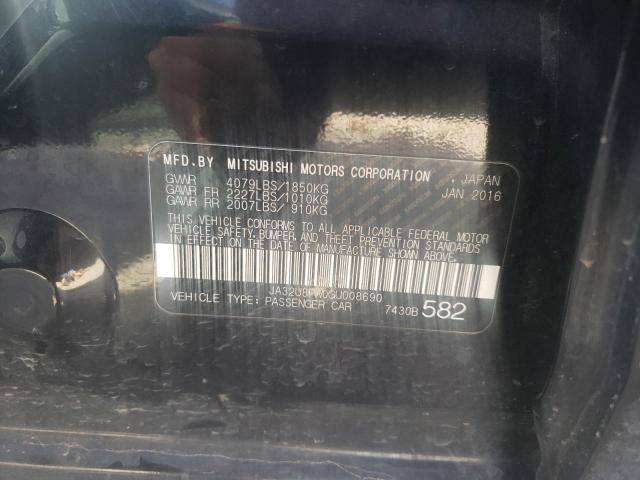 MFD.BY MITSUBISHI MOTORS CORPORATION , JAPAN
GVWR 4079LBS/1850KG JAN 2016
GAWR FR 2227LBS/1010KG
GAWR RR 2007LBS/ 910KG
THIS VEHICLE CONFORMS TO ALL APPLICABLE FEDERAL MOTOR
VEHICLE SAFETY, BUMPER, AND THEFT PREVENTION STANDARDS
IN EFFECT ON THE DATE OF MANUFACTURE SHOWN ABOVE.
JA32U8FW0GU008690
VEHICLE TYPE: PASSENGER CAR 7430B 582